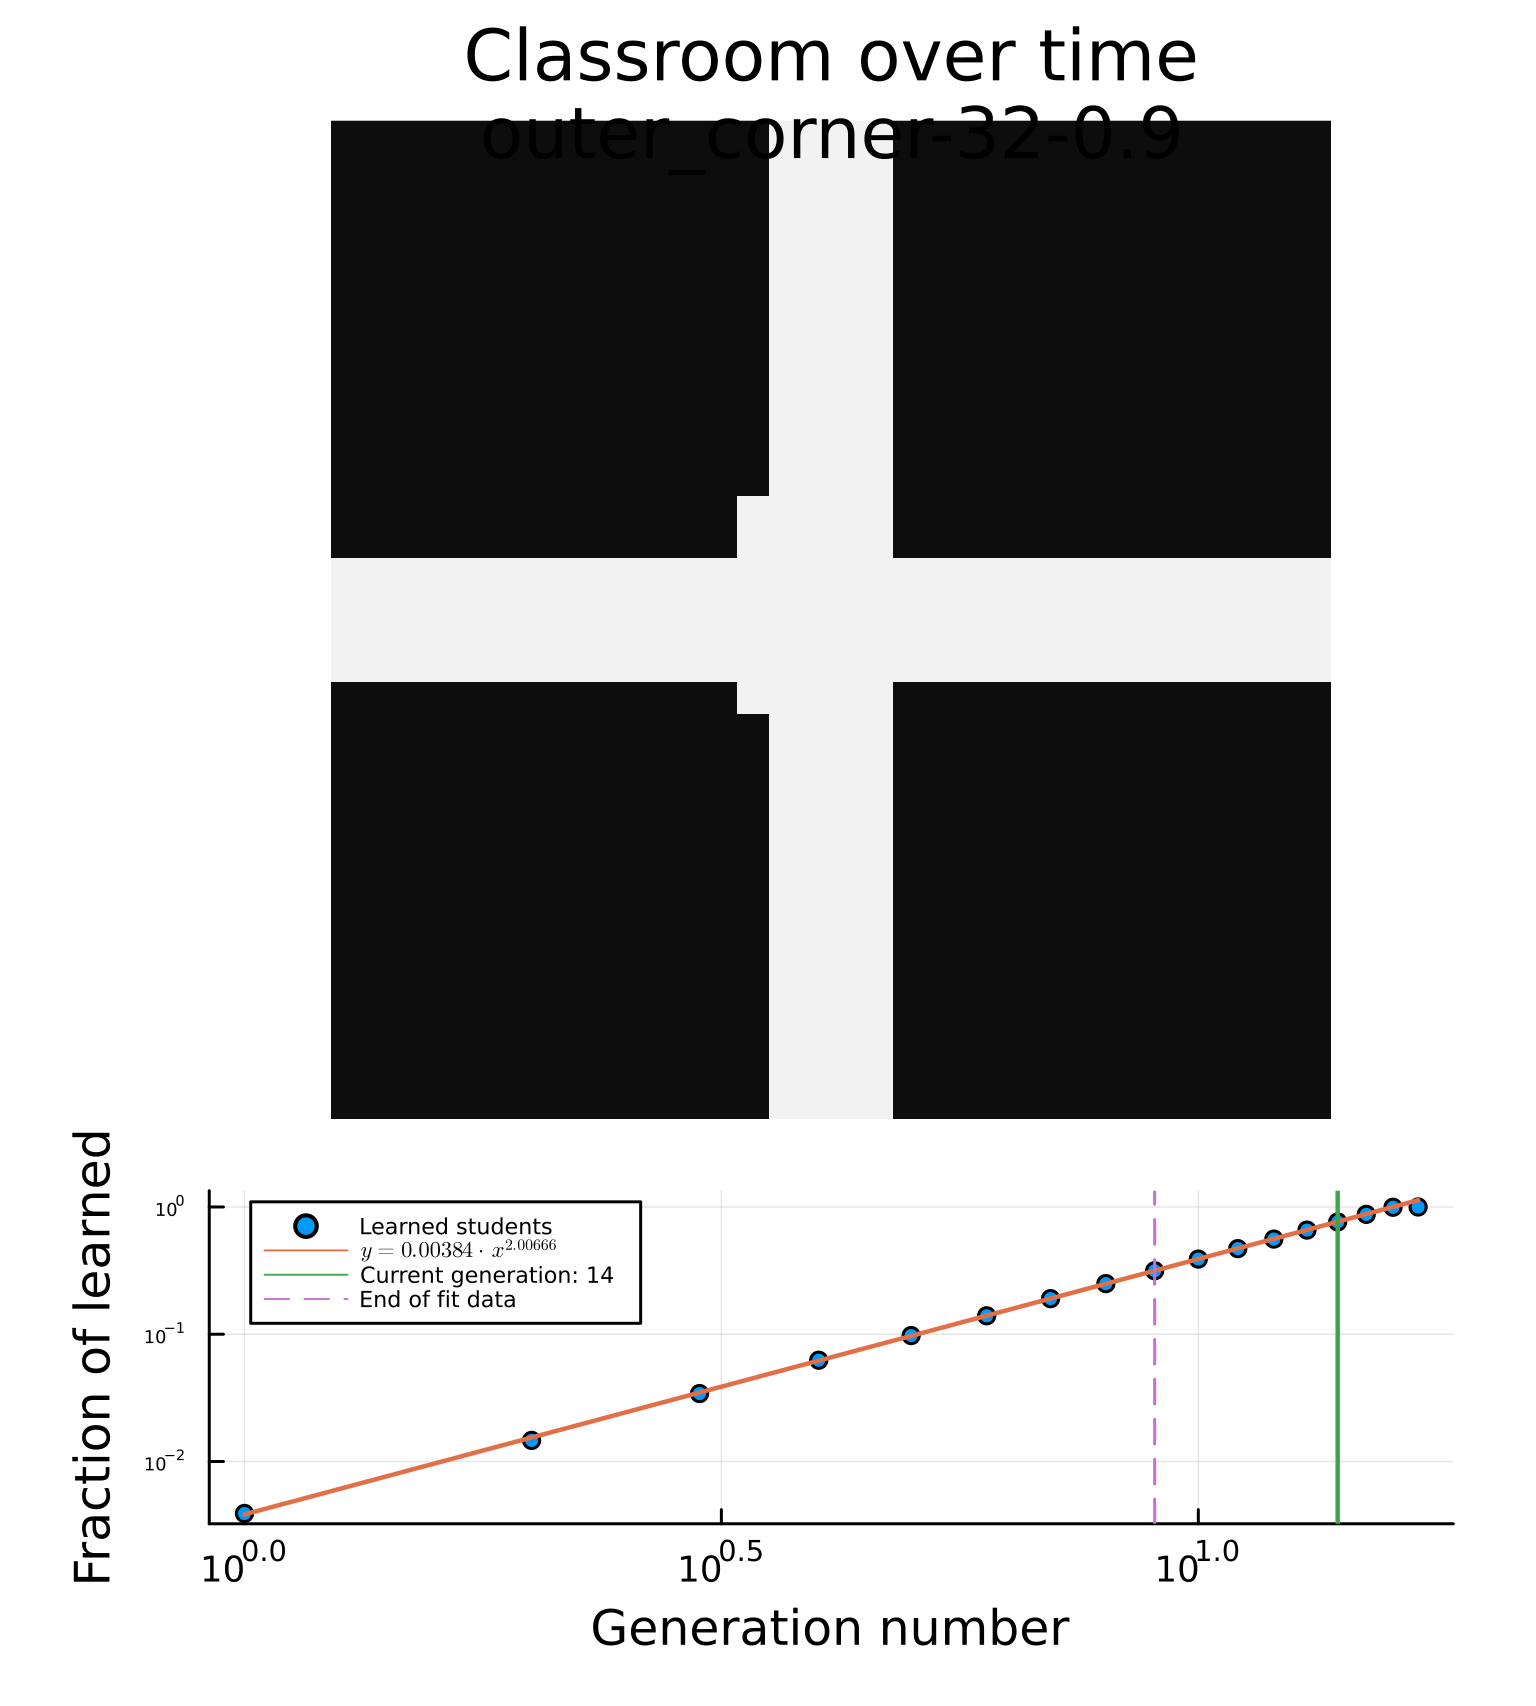 Classroom over time
outer_corner-32-0.9
Fraction of learned
10^0
10^−1
10^−2
Learned students
y = 0.00384 · x^2.00666
Current generation: 14
End of fit data
10^0.0 10^0.5 10^1.0
Generation number